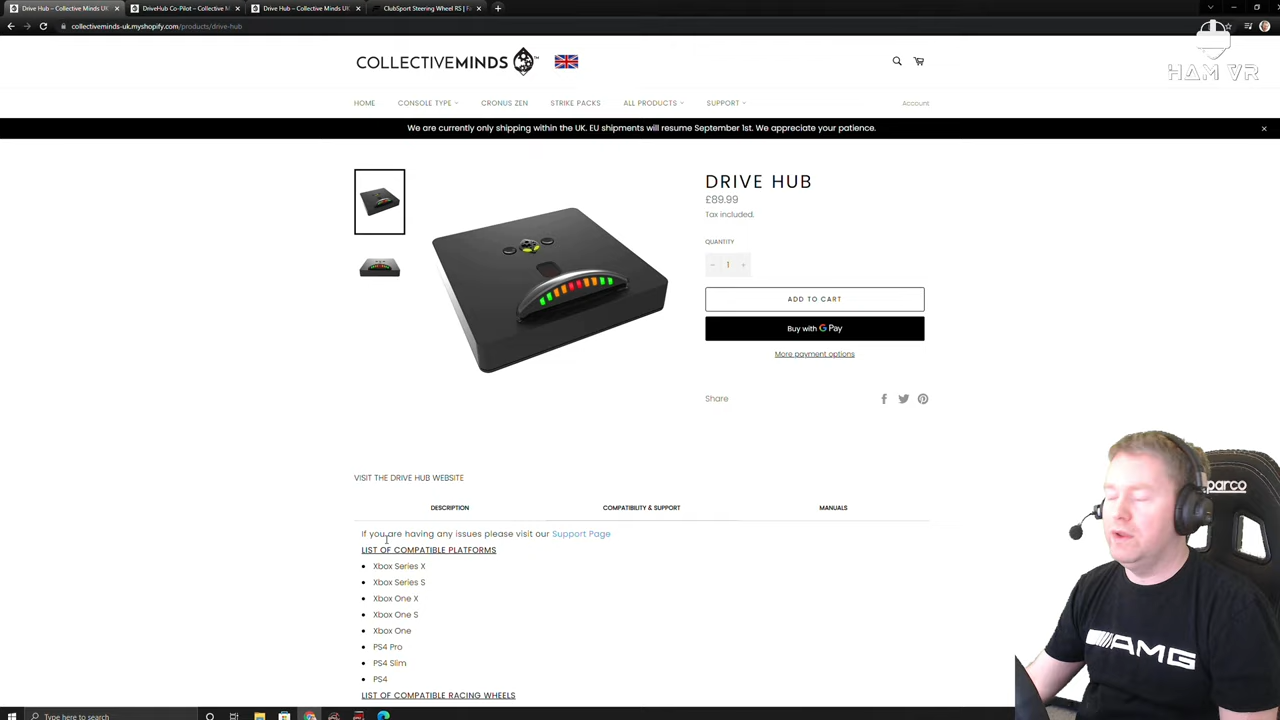 Drive Hub – Collective Minds UK
DriveHub Co-Pilot – Collective M
Drive Hub – Collective Minds UK
ClubSport Steering Wheel RS | Fa
collectiveminds-uk.myshopify.com/products/drive-hub
HAM VR
COLLECTIVEMINDS
HOME
CONSOLE TYPE
CRONUS ZEN
STRIKE PACKS
ALL PRODUCTS
SUPPORT
Account
We are currently only shipping within the UK. EU shipments will resume September 1st. We appreciate your patience.
DRIVE HUB
£89.99
Tax included.
QUANTITY
1
ADD TO CART
Buy with G Pay
More payment options
Share
VISIT THE DRIVE HUB WEBSITE
DESCRIPTION
COMPATIBILITY & SUPPORT
MANUALS
If you are having any issues please visit our Support Page
LIST OF COMPATIBLE PLATFORMS
Xbox Series X
Xbox Series S
Xbox One X
Xbox One S
Xbox One
PS4 Pro
PS4 Slim
PS4
LIST OF COMPATIBLE RACING WHEELS
sparco
AMG
Type here to search